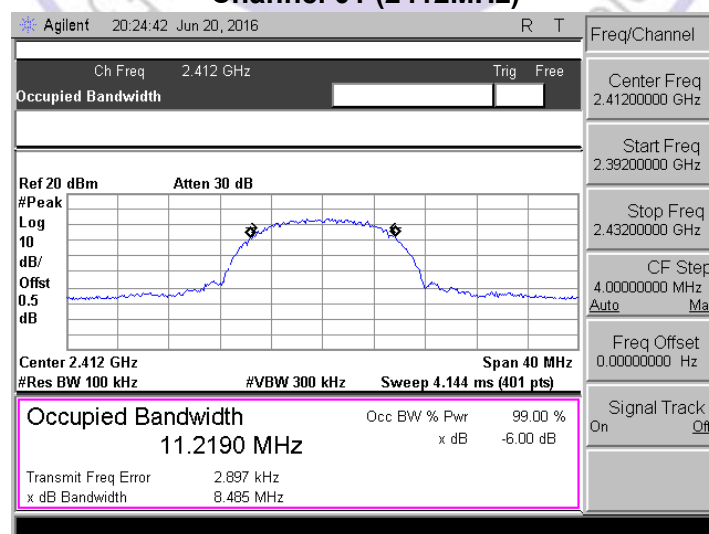 Channel 01 (2412MHz)
Agilent 20:24:42 Jun 20, 2016 R T
Freq/Channel
Ch Freq 2.412 GHz Trig Free
Occupied Bandwidth
Center Freq
2.41200000 GHz
Start Freq
2.39200000 GHz
Stop Freq
2.43200000 GHz
CF Step
4.00000000 MHz
Auto Ma
Freq Offset
0.00000000 Hz
Signal Track
On Off
Ref 20 dBm Atten 30 dB
#Peak
Log
10
dB/
Offst
0.5
dB
Center 2.412 GHz Span 40 MHz
#Res BW 100 kHz #VBW 300 kHz Sweep 4.144 ms (401 pts)
Occupied Bandwidth Occ BW % Pwr 99.00 %
11.2190 MHz x dB -6.00 dB
Transmit Freq Error 2.897 kHz
x dB Bandwidth 8.485 MHz